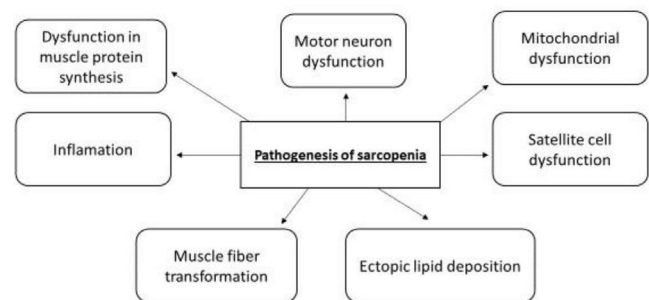 Dysfunction in
muscle protein
synthesis
Motor neuron
dysfunction
Mitochondrial
dysfunction
Inflamation
Pathogenesis of sarcopenia
Satellite cell
dysfunction
Muscle fiber
transformation
Ectopic lipid deposition